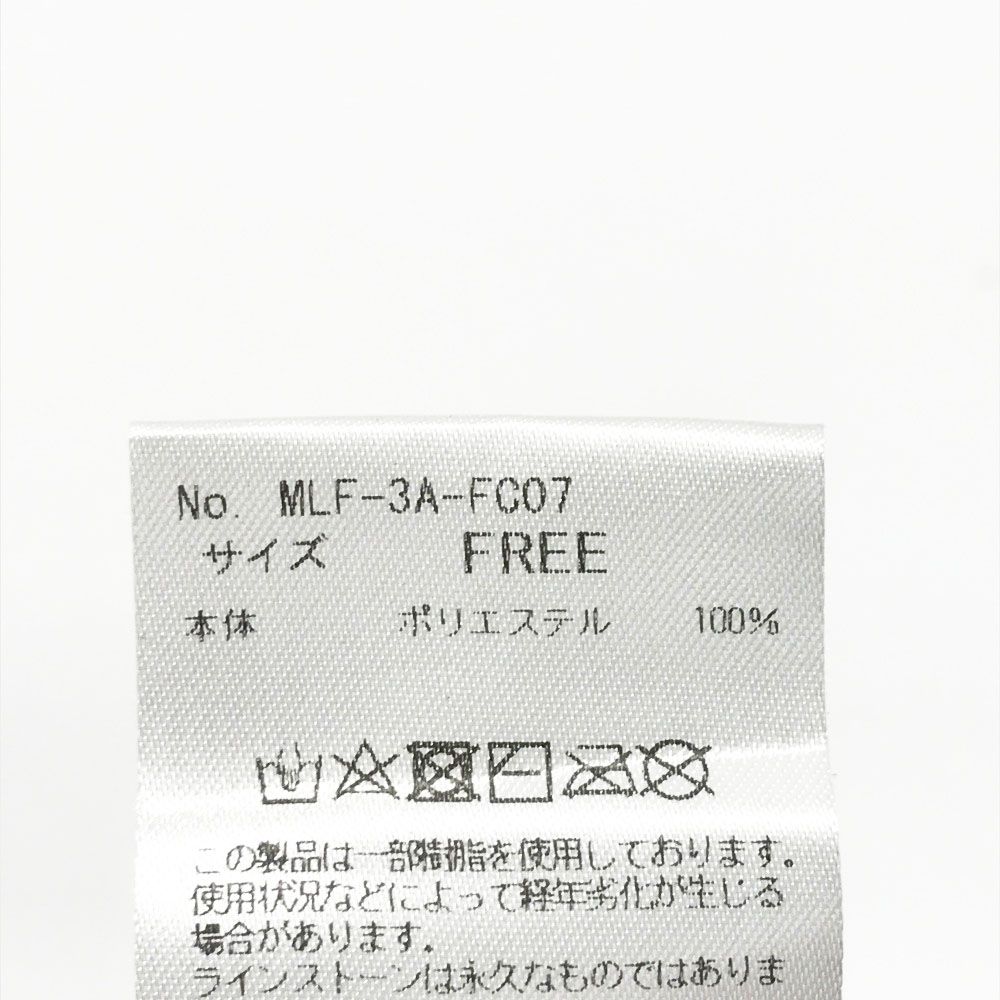 No. MLF-3A-FC07
サイズ FREE
本体 ポリエステル 100%
この製品は一部特殊樹脂を使用しております。
使用状況などによって経年劣化が生じる
場合があります。
ラインストーンは永久なものではありま